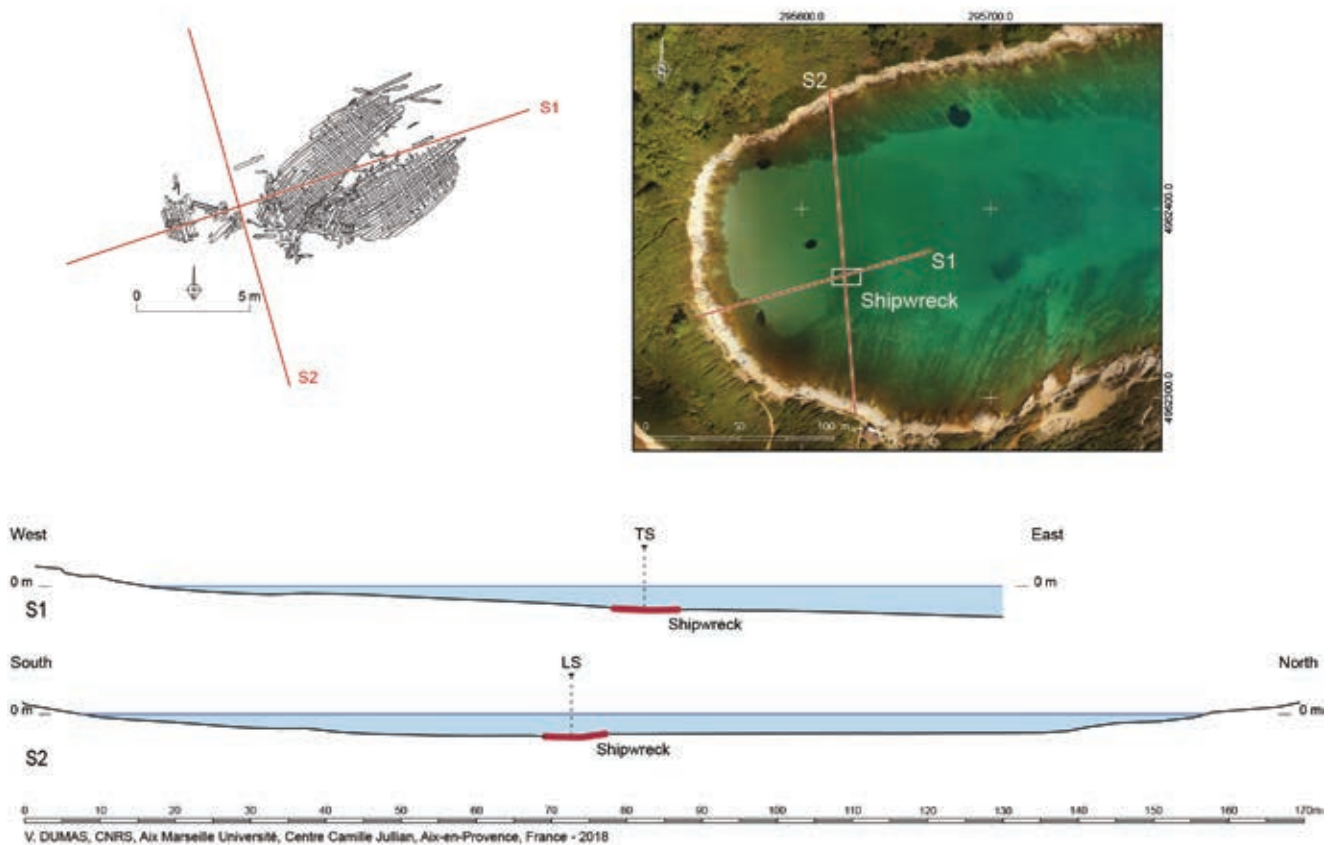 S1
S2
0 5 m
295600.0 295700.0
S2
S1
Shipwreck
4962400.0
4962300.0
0 50 100 m
West TS East
0 m 0 m
S1
Shipwreck
South LS North
0 m 0 m
S2
Shipwreck
0 10 20 30 40 50 60 70 80 90 100 110 120 130 140 150 160 170m
V. DUMAS, CNRS, Aix Marseille Université, Centre Camille Jullian, Aix-en-Provence, France - 2018